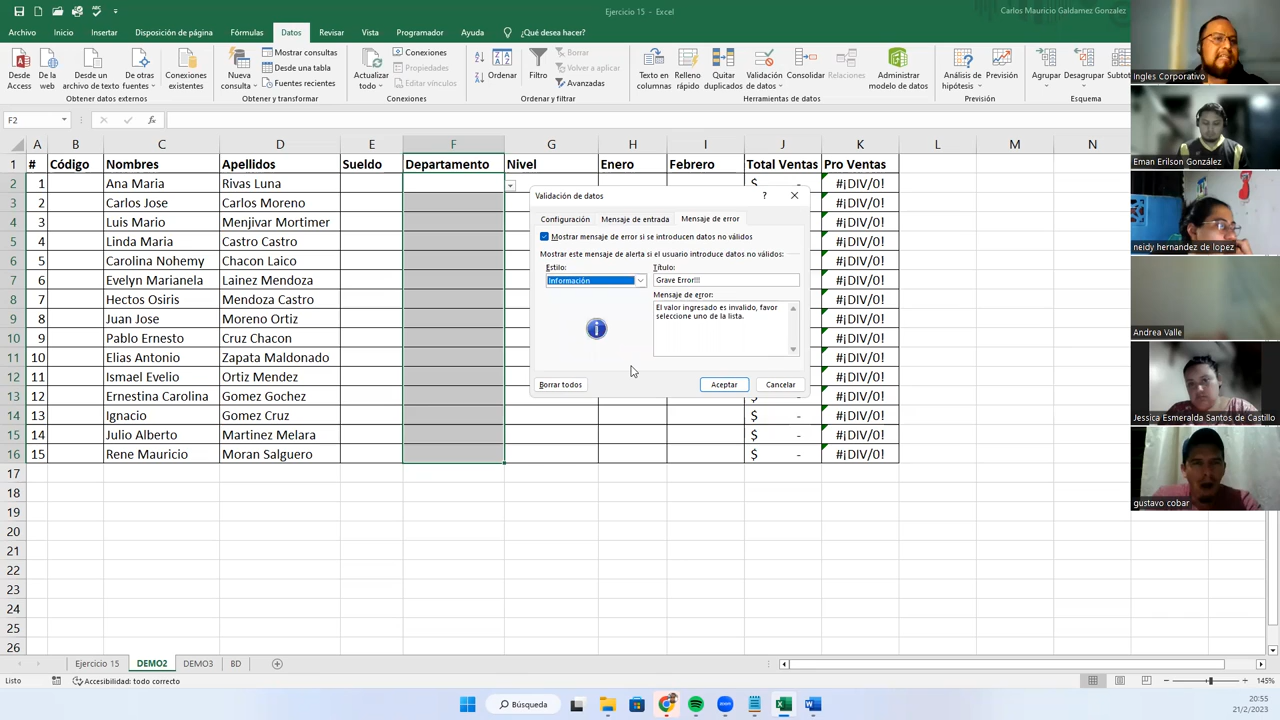 Ejercicio 15 - Excel
Carlos Mauricio Galdamez Gonzalez
Archivo Inicio Insertar Disposición de página Fórmulas Datos Revisar Vista Programador Ayuda ¿Qué desea hacer?
Desde Access
De la web
Desde un archivo de texto
De otras fuentes
Conexiones existentes
Obtener datos externos
Nueva consulta
Mostrar consultas
Desde una tabla
Fuentes recientes
Obtener y transformar
Actualizar todo
Conexiones
Propiedades
Editar vínculos
Conexiones
Ordenar
Filtro
Borrar
Volver a aplicar
Avanzadas
Ordenar y filtrar
Texto en columnas
Relleno rápido
Quitar duplicados
Validación de datos
Consolidar
Relaciones
Administrar modelo de datos
Herramientas de datos
Análisis de hipótesis
Previsión
Previsión
Agrupar
Desagrupar
Subtot
Esquema
F2
fx
A B C D E F G H I J K L M N
1 # Código Nombres Apellidos Sueldo Departamento Nivel Enero Febrero Total Ventas Pro Ventas
2 1 Ana Maria Rivas Luna $ #¡DIV/0!
3 2 Carlos Jose Carlos Moreno #¡DIV/0!
4 3 Luis Mario Menjivar Mortimer #¡DIV/0!
5 4 Linda Maria Castro Castro #¡DIV/0!
6 5 Carolina Nohemy Chacon Laico #¡DIV/0!
7 6 Evelyn Marianela Lainez Mendoza #¡DIV/0!
8 7 Hectos Osiris Mendoza Castro #¡DIV/0!
9 8 Juan Jose Moreno Ortiz #¡DIV/0!
10 9 Pablo Ernesto Cruz Chacon #¡DIV/0!
11 10 Elias Antonio Zapata Maldonado #¡DIV/0!
12 11 Ismael Evelio Ortiz Mendez #¡DIV/0!
13 12 Ernestina Carolina Gomez Gochez $ - #¡DIV/0!
14 13 Ignacio Gomez Cruz $ - #¡DIV/0!
15 14 Julio Alberto Martinez Melara $ - #¡DIV/0!
16 15 Rene Mauricio Moran Salguero $ - #¡DIV/0!
17
18
19
20
21
22
23
24
25
26
Validación de datos ?
Configuración Mensaje de entrada Mensaje de error
Mostrar mensaje de error si se introducen datos no válidos
Mostrar este mensaje de alerta si el usuario introduce datos no válidos:
Estilo: Título:
Información Grave Error!!!
Mensaje de error:
El valor ingresado es invalido, favor
seleccione uno de la lista.
Borrar todos Aceptar Cancelar
Ingles Corporativo
Eman Erilson González
neidy hernandez de lopez
Andrea Valle
Jessica Esmeralda Santos de Castillo
gustavo cobar
Ejercicio 15 DEMO2 DEMO3 BD
Listo Accesibilidad: todo correcto 145%
Búsqueda
20:55
21/2/2023